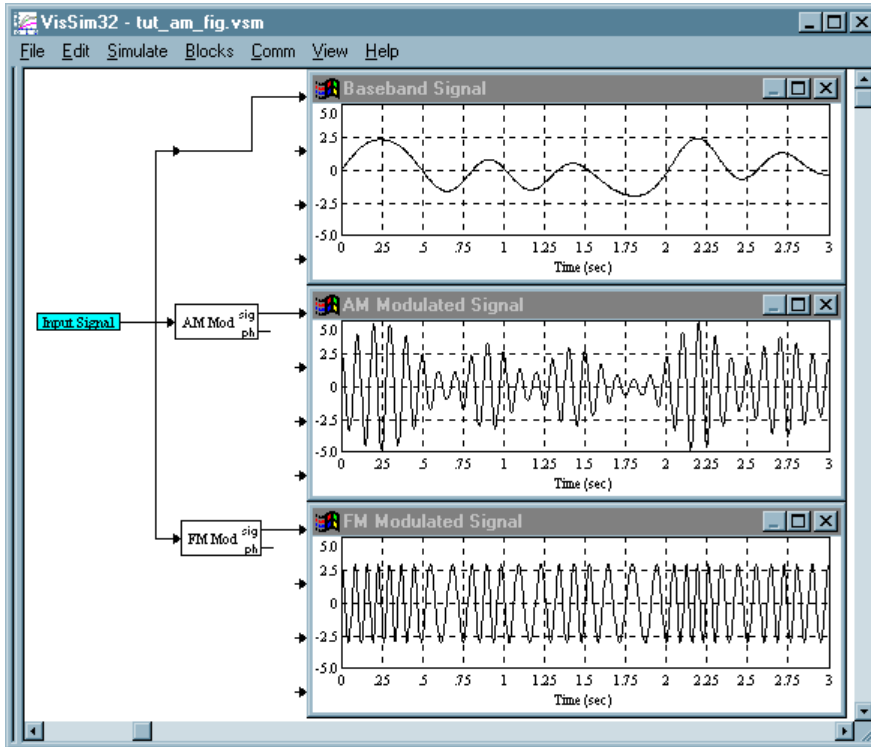 VisSim32 - tut_am_fig.vsm
File Edit Simulate Blocks Comm View Help
Baseband Signal
5.0
2.5
0
-2.5
-5.0
0 .25 .5 .75 1 1.25 1.5 1.75 2 2.25 2.5 2.75 3
Time (sec)
Input Signal
AM Mod
sig
ph
AM Modulated Signal
5.0
2.5
0
-2.5
-5.0
0 .25 .5 .75 1 1.25 1.5 1.75 2 2.25 2.5 2.75 3
Time (sec)
FM Mod
sig
ph
FM Modulated Signal
5.0
2.5
0
-2.5
-5.0
0 .25 .5 .75 1 1.25 1.5 1.75 2 2.25 2.5 2.75 3
Time (sec)